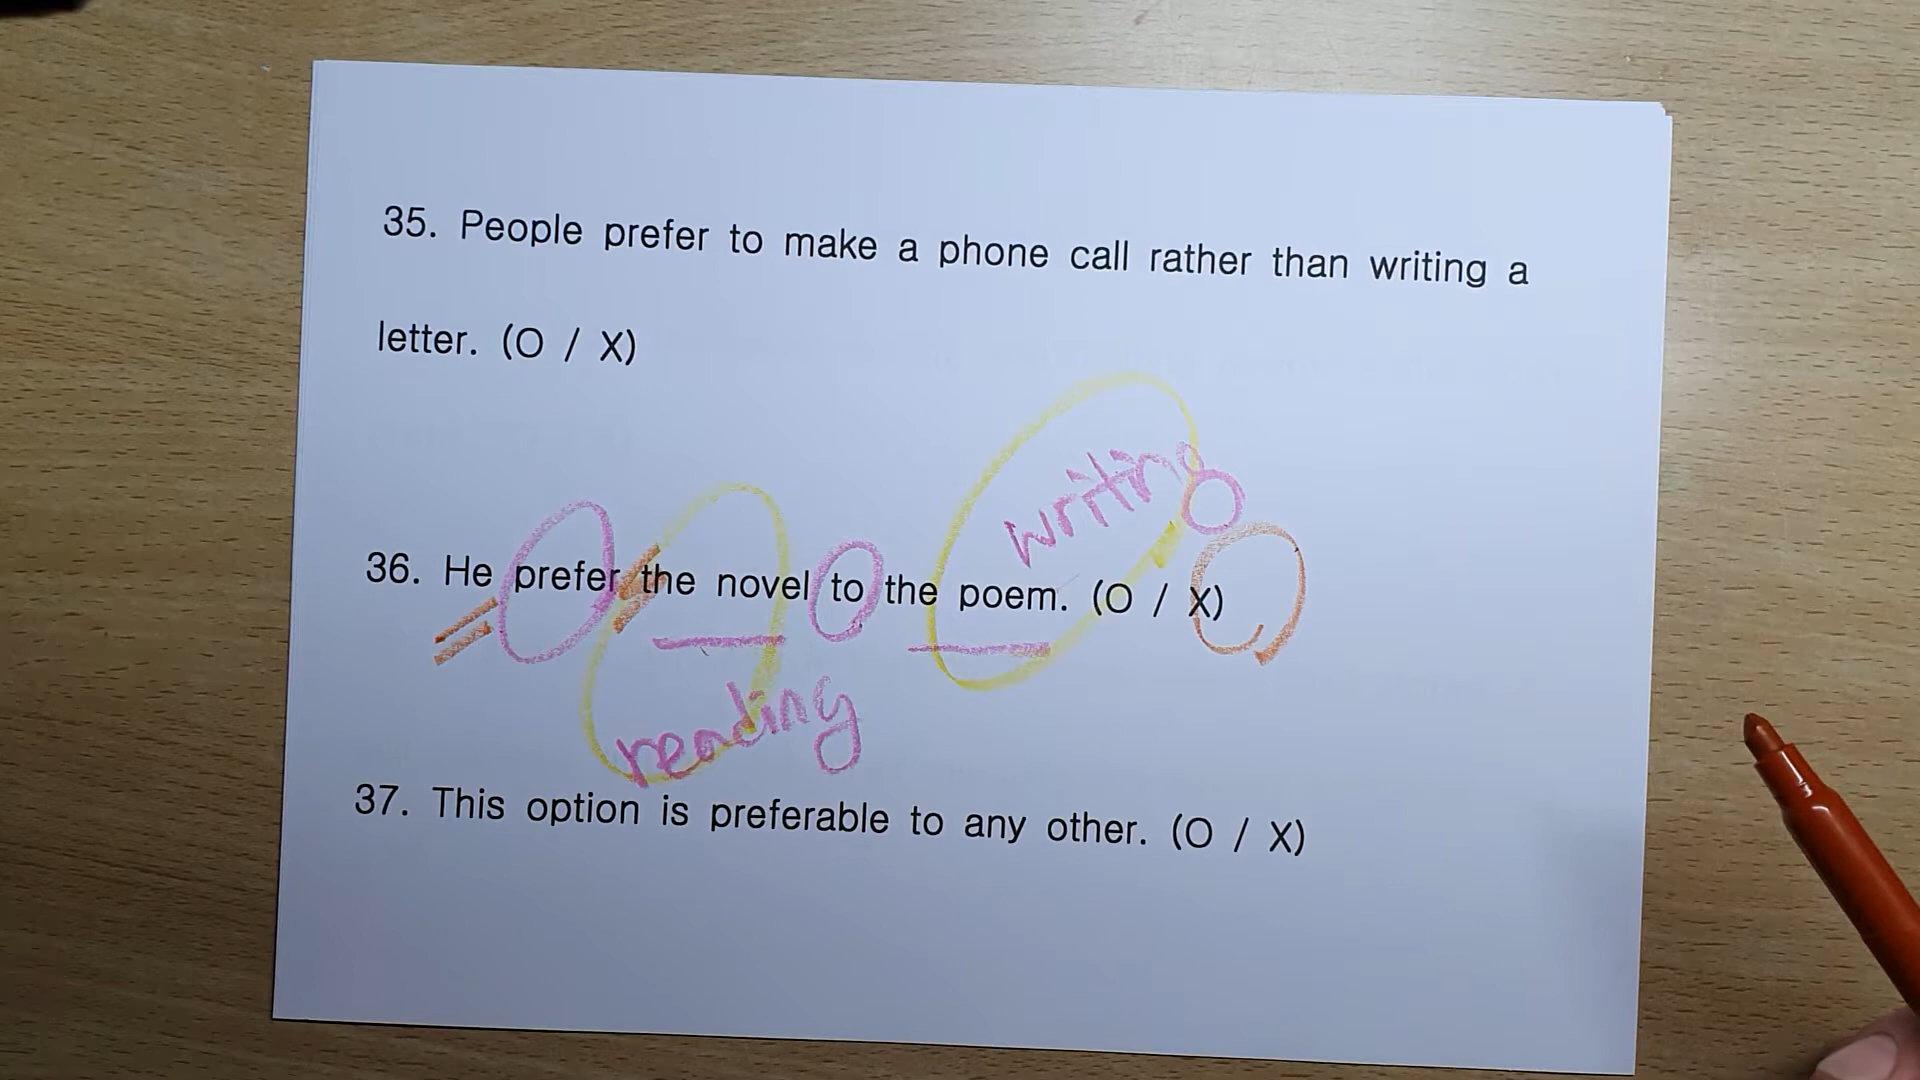 35. People prefer to make a phone call rather than writing a
letter. (O / X)
writing
36. He prefer the novel to the poem. (O / X)
reading
37. This option is preferable to any other. (O / X)